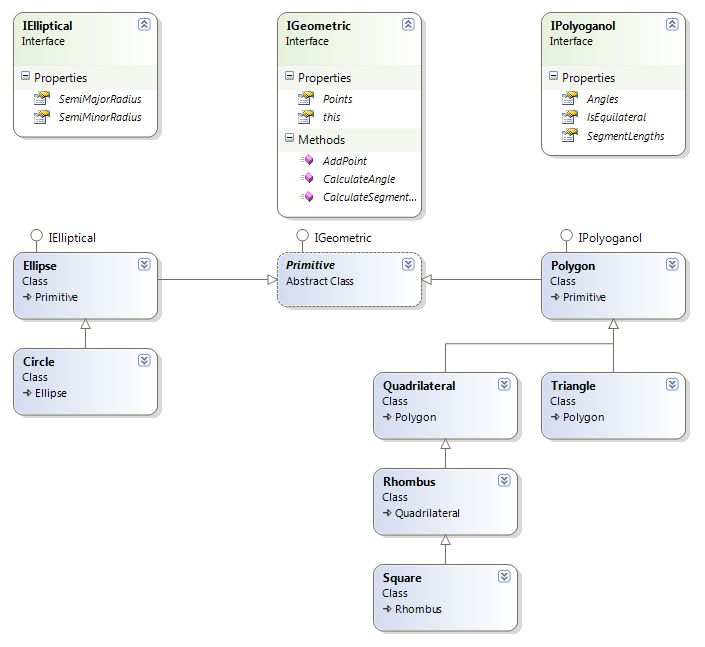 IElliptical
Interface
Properties
SemiMajorRadius
SemiMinorRadius
IGeometric
Interface
Properties
Points
this
Methods
AddPoint
CalculateAngle
CalculateSegment...
IPolyoganol
Interface
Properties
Angles
IsEquilateral
SegmentLengths
IElliptical
Ellipse
Class
Primitive
IGeometric
Primitive
Abstract Class
IPolyoganol
Polygon
Class
Primitive
Circle
Class
Ellipse
Quadrilateral
Class
Polygon
Triangle
Class
Polygon
Rhombus
Class
Quadrilateral
Square
Class
Rhombus